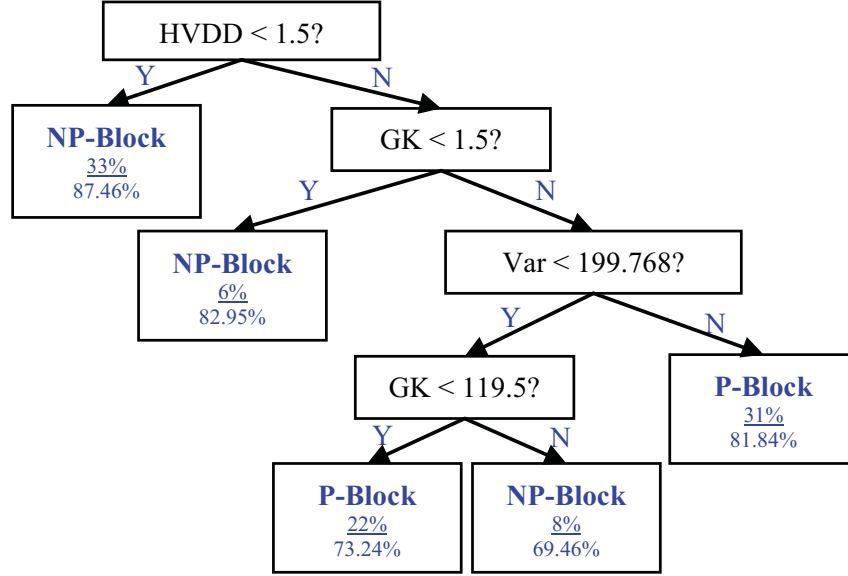 HVDD < 1.5?
Y
N
NP-Block
33%
87.46%
GK < 1.5?
Y
N
NP-Block
6%
82.95%
Var < 199.768?
Y
N
GK < 119.5?
P-Block
31%
81.84%
Y
N
P-Block
22%
73.24%
NP-Block
8%
69.46%